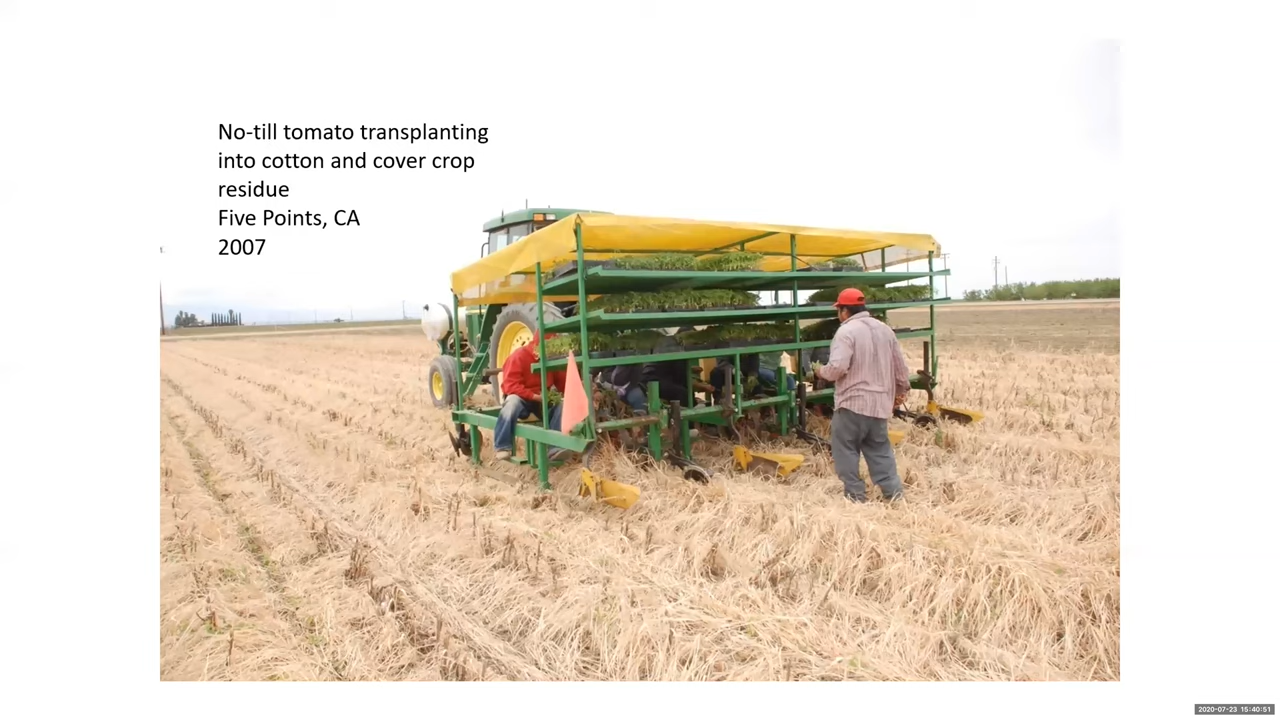 No-till tomato transplanting
into cotton and cover crop
residue
Five Points, CA
2007
2020-07-23 15:40:51